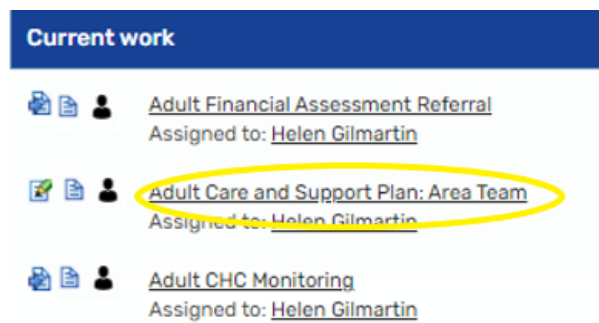 Current work
Adult Financial Assessment Referral
Assigned to: Helen Gilmartin
Adult Care and Support Plan: Area Team
Assigned to: Helen Gilmartin
Adult CHC Monitoring
Assigned to: Helen Gilmartin